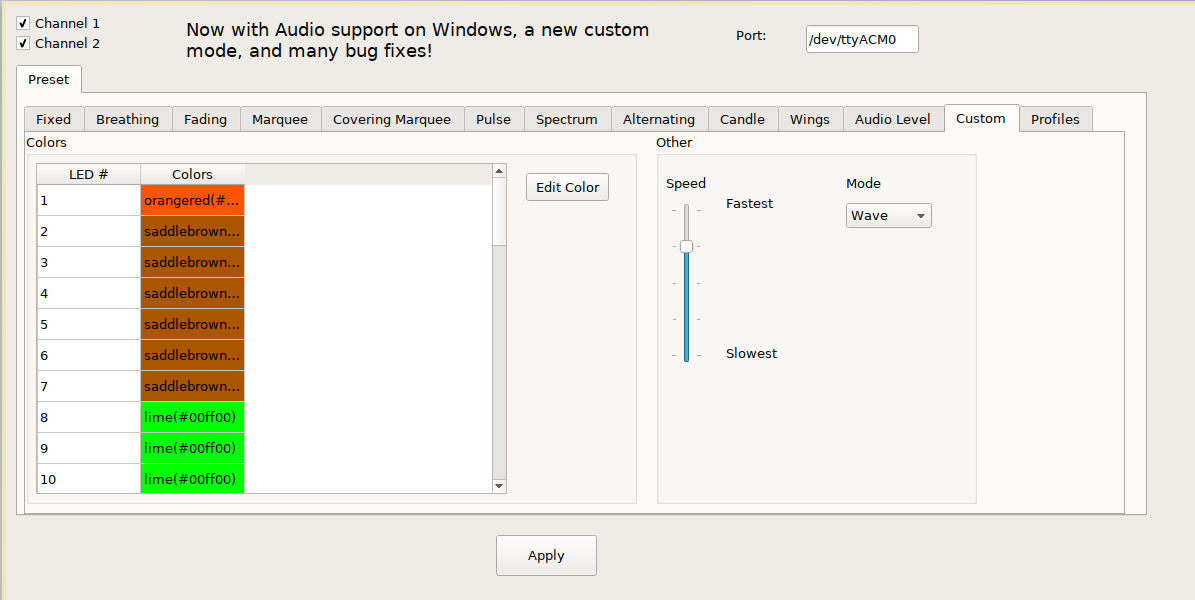 Channel 1
Channel 2
Now with Audio support on Windows, a new custom
mode, and many bug fixes!
Port:
/dev/ttyACM0
Preset
Fixed
Breathing
Fading
Marquee
Covering Marquee
Pulse
Spectrum
Alternating
Candle
Wings
Audio Level
Custom
Profiles
Colors
LED # Colors
1 orangered(#...
2 saddlebrown...
3 saddlebrown...
4 saddlebrown...
5 saddlebrown...
6 saddlebrown...
7 saddlebrown...
8 lime(#00ff00)
9 lime(#00ff00)
10 lime(#00ff00)
Edit Color
Other
Speed
Fastest
Slowest
Mode
Wave
Apply